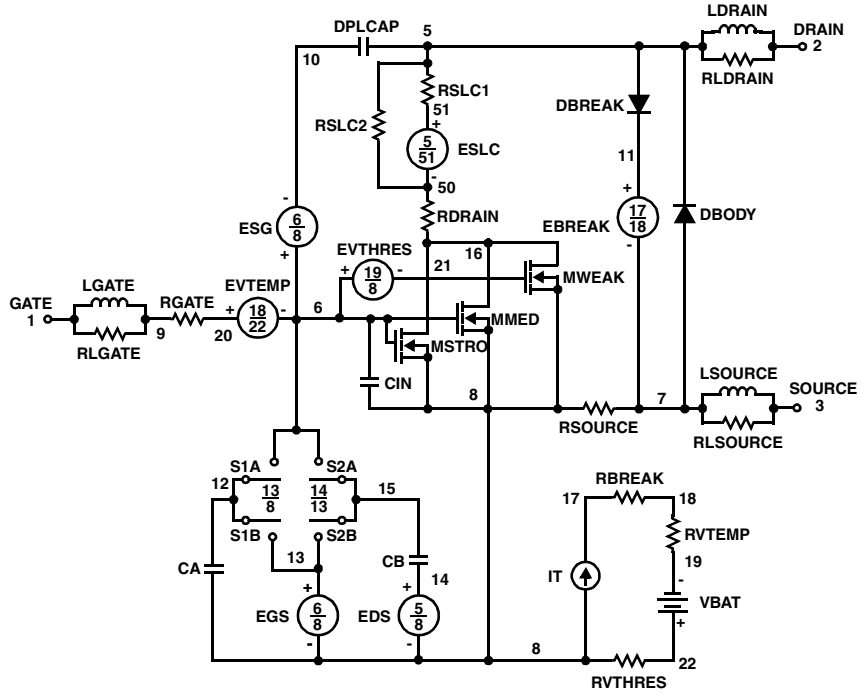 LDRAIN
DPLCAP
5
DRAIN
2
10
RLDRAIN
RSLC1
51
DBREAK
RSLC2
+
5
51
ESLC
-
50
11
-
+
ESG
6
8
+
RDRAIN
EBREAK
17
18
-
DBODY
EVTHRES
16
21
+
19
8
-
MWEAK
LGATE
EVTEMP
GATE
1
RGATE
+
18
22
-
6
MMED
9
20
RLGATE
MSTRO
CIN
8
7
LSOURCE
SOURCE
3
RSOURCE
RLSOURCE
S1A
S2A
12
13
8
14
13
15
S1B
S2B
17
RBREAK
18
13
CA
CB
14
RVTEMP
19
IT
-
VBAT
+
+
EGS
6
8
-
+
EDS
5
8
-
8
22
RVTHRES